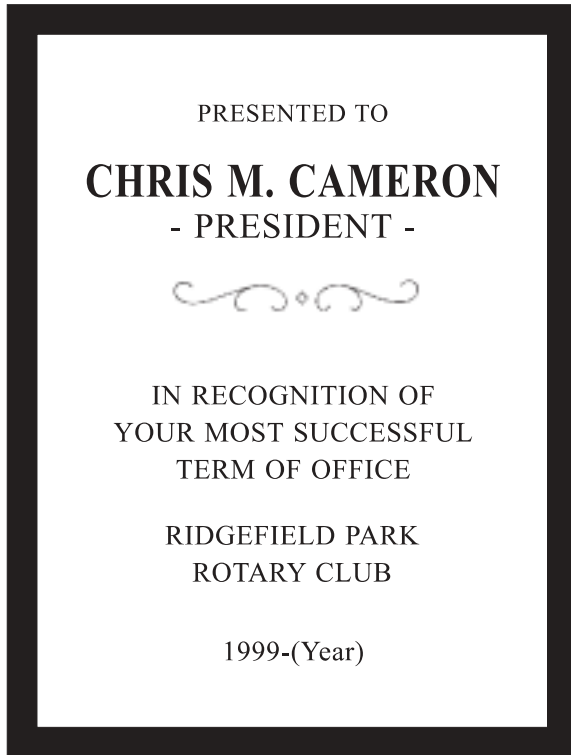 PRESENTED TO
CHRIS M. CAMERON
- PRESIDENT -
IN RECOGNITION OF
YOUR MOST SUCCESSFUL
TERM OF OFFICE
RIDGEFIELD PARK
ROTARY CLUB
1999-(Year)